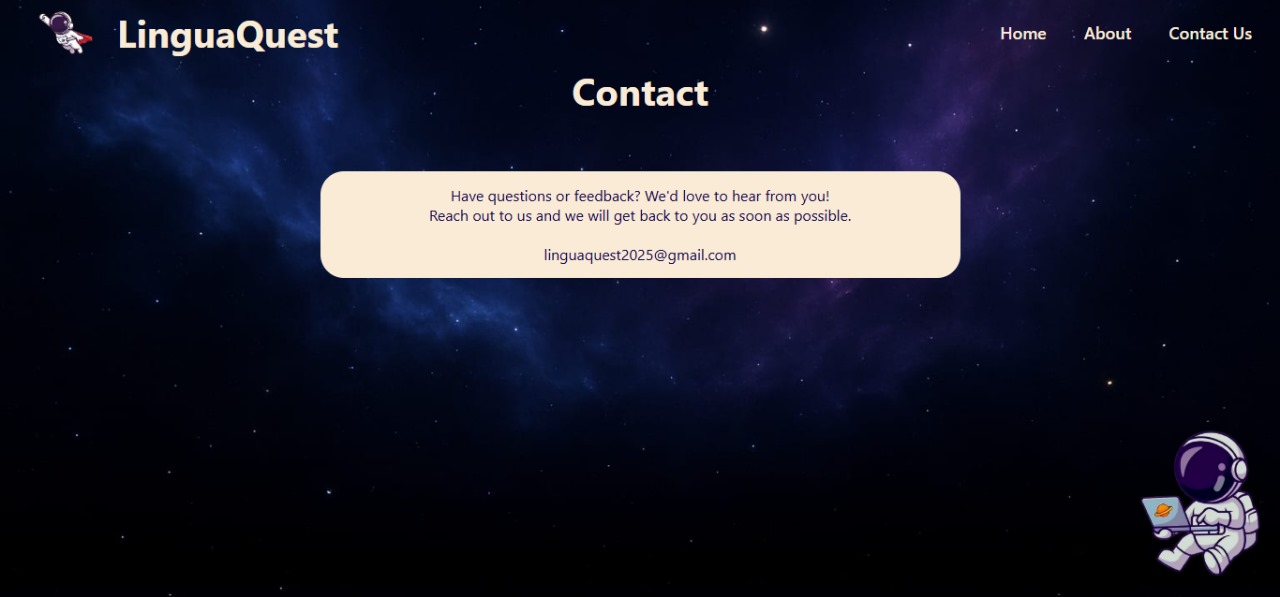 LinguaQuest
Home About Contact Us
Contact
Have questions or feedback? We'd love to hear from you!
Reach out to us and we will get back to you as soon as possible.
linguaquest2025@gmail.com